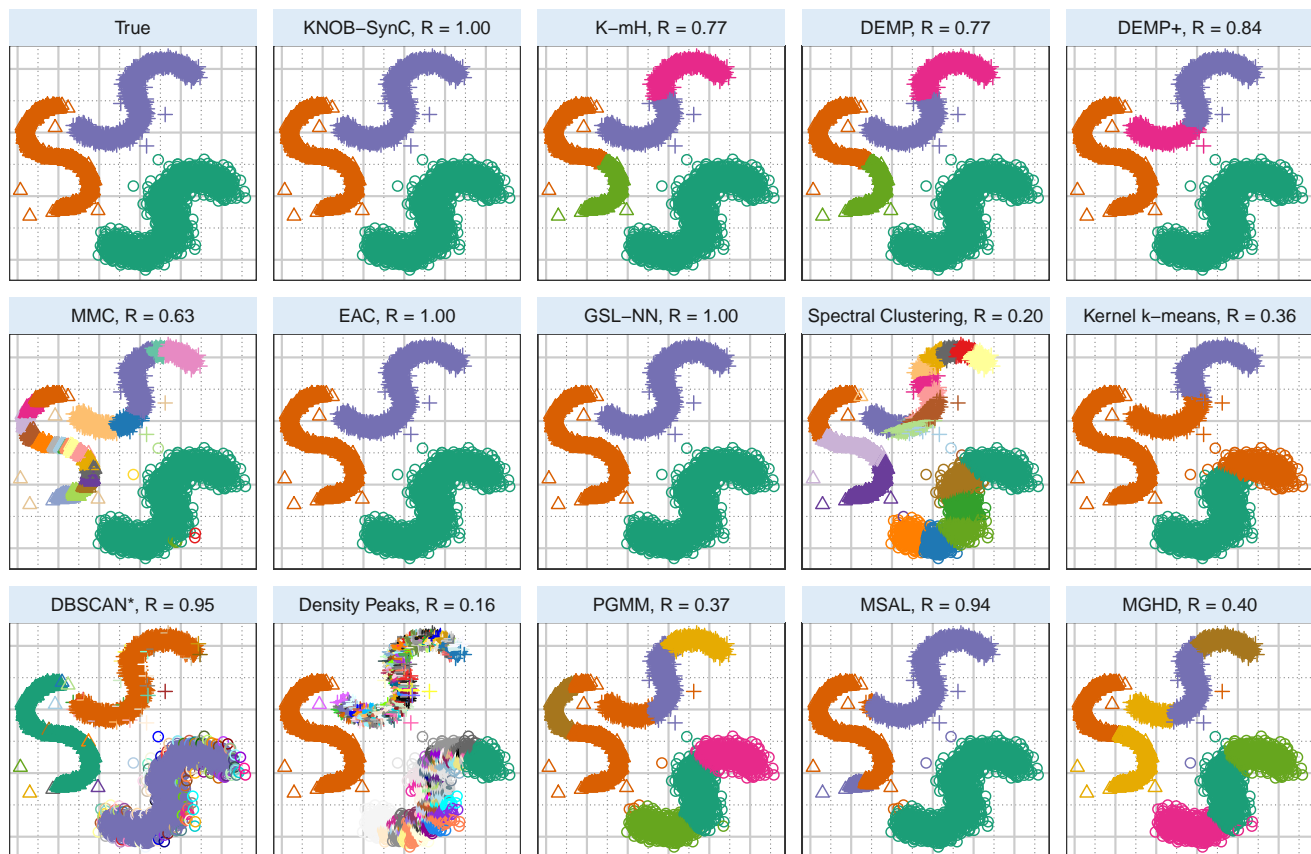 True
KNOB−SynC, R = 1.00
K−mH, R = 0.77
DEMP, R = 0.77
DEMP+, R = 0.84
MMC, R = 0.63
EAC, R = 1.00
GSL−NN, R = 1.00
Spectral Clustering, R = 0.20
Kernel k−means, R = 0.36
DBSCAN*, R = 0.95
Density Peaks, R = 0.16
PGMM, R = 0.37
MSAL, R = 0.94
MGHD, R = 0.40